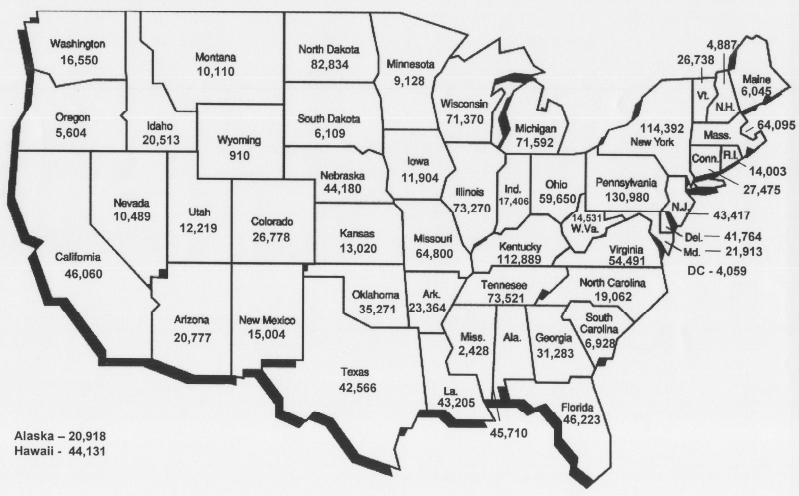 Washington
16,550
Montana
10,110
North Dakota
82,834
Minnesota
9,128
Oregon
5,604
Idaho
20,513
Wyoming
910
South Dakota
6,109
Wisconsin
71,370
Michigan
71,592
26,738
4,887
Vt.
N.H.
Maine
6,045
114,392
New York
Mass.
64,095
Conn.
R.I.
14,003
27,475
Nevada
10,489
Utah
12,219
Colorado
26,778
Nebraska
44,180
Iowa
11,904
Illinois
73,270
Ind.
17,406
Ohio
59,650
Pennsylvania
130,980
N.J.
43,417
California
46,060
Kansas
13,020
Missouri
64,800
Kentucky
112,889
14,531
W.Va.
Virginia
54,491
Del. — 41,764
Md. — 21,913
DC - 4,059
Arizona
20,777
New Mexico
15,004
Oklahoma
35,271
Ark.
23,364
Tennesee
73,521
North Carolina
19,062
South
Carolina
6,928
Texas
42,566
La.
43,205
Miss.
2,428
Ala.
45,710
Georgia
31,283
Florida
46,223
Alaska – 20,918
Hawaii - 44,131